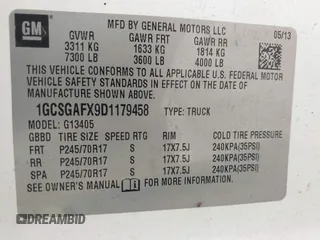 GM
MFD BY GENERAL MOTORS LLC
05/13
GVWR GAWR FRT GAWR RR
3311 KG 1633 KG 1814 KG
7300 LB 3600 LB 4000 LB
THIS VEHICLE CONFORMS TO ALL APPLICABLE U.S. FEDERAL MOTOR
VEHICLE SAFETY STANDARDS IN EFFECT ON THE DATE
OF MANUFACTURE SHOWN ABOVE.
1GCSGAFX9D1179458 TYPE: TRUCK
MODEL: G13405
GBBD TIRE SIZE SPEED RTG RIM COLD TIRE PRESSURE
FRT P245/70R17 S 17X7.5J 240KPA(35PSI)
RR P245/70R17 S 17X7.5J 240KPA(35PSI)
SPA P245/70R17 S 17X7.5J 240KPA(35PSI)
SEE OWNER'S MANUAL FOR ADDITIONAL INFORMATION.
DREAMBID